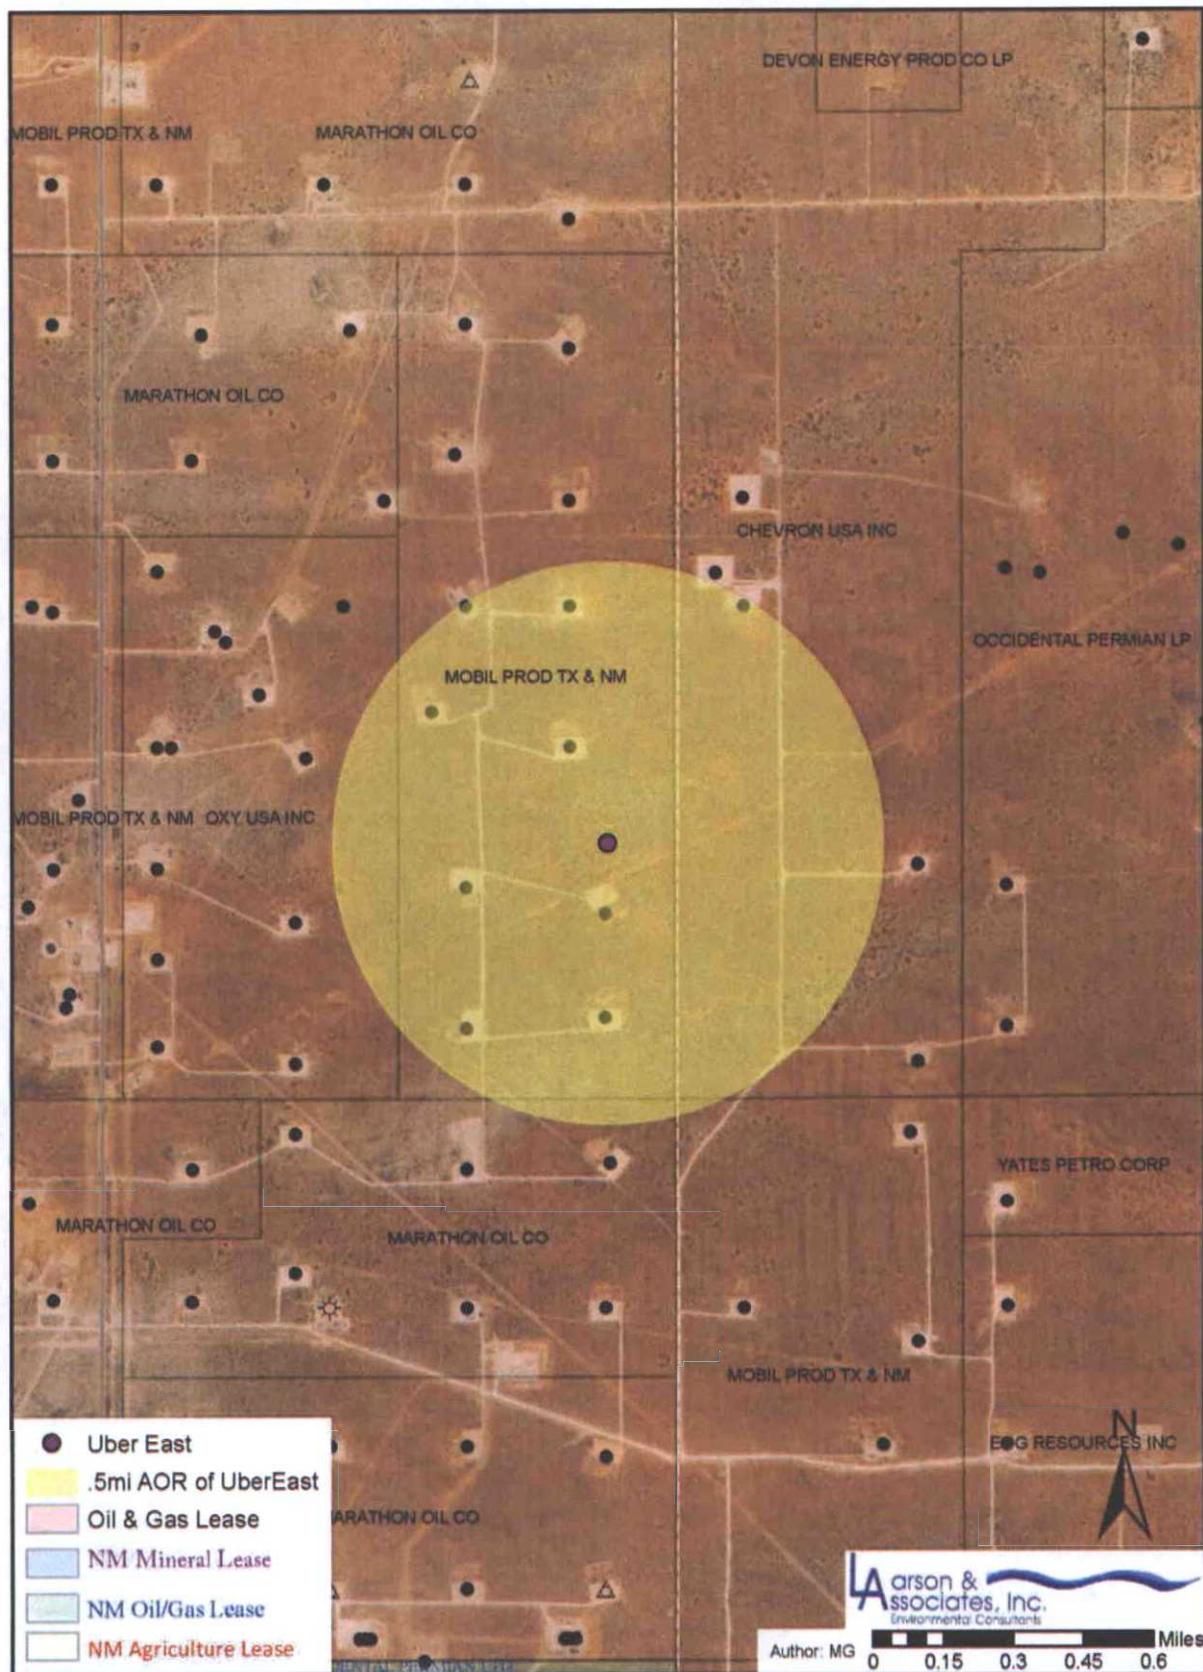 DEVON ENERGY PROD CO LP
MOBIL PROD TX & NM
MARATHON OIL CO
MARATHON OIL CO
CHEVRON USA INC
OCCIDENTAL PERMIAN LP
MOBIL PROD TX & NM
MOBIL PROD TX & NM
OXY USA INC
YATES PETRO CORP
MARATHON OIL CO
MARATHON OIL CO
MOBIL PROD TX & NM
EOG RESOURCES INC
N
Uber East
.5mi AOR of UberEast
Oil & Gas Lease
NM Mineral Lease
NM Oil/Gas Lease
NM Agriculture Lease
ARATHON OIL CO
Larson &
Associates, Inc.
Environmental Consultants
Author: MG
Miles
0 0.15 0.3 0.45 0.6